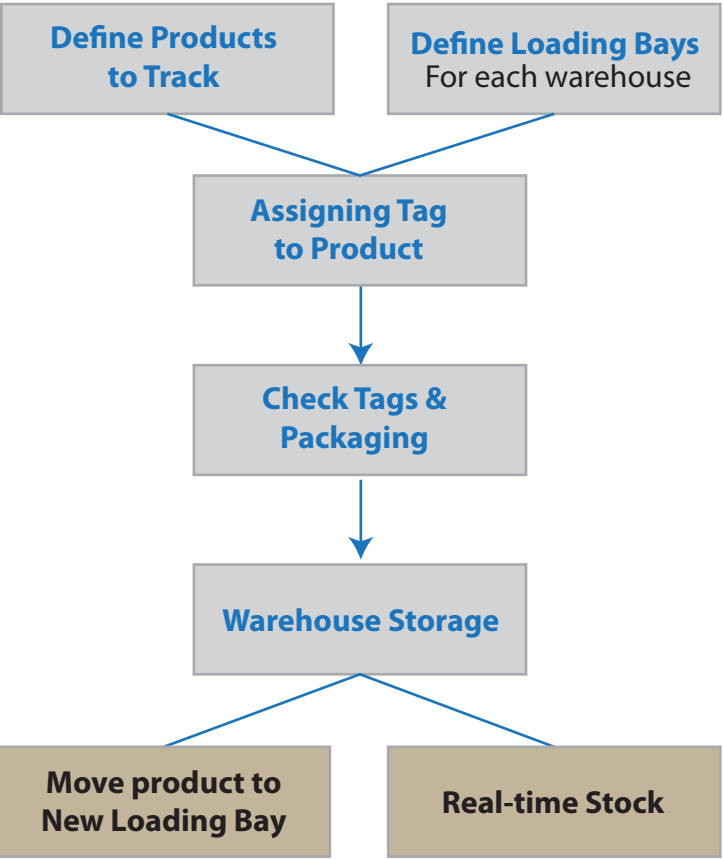 Define Products
to Track
Define Loading Bays
For each warehouse
Assigning Tag
to Product
Check Tags &
Packaging
Warehouse Storage
Move product to
New Loading Bay
Real-time Stock